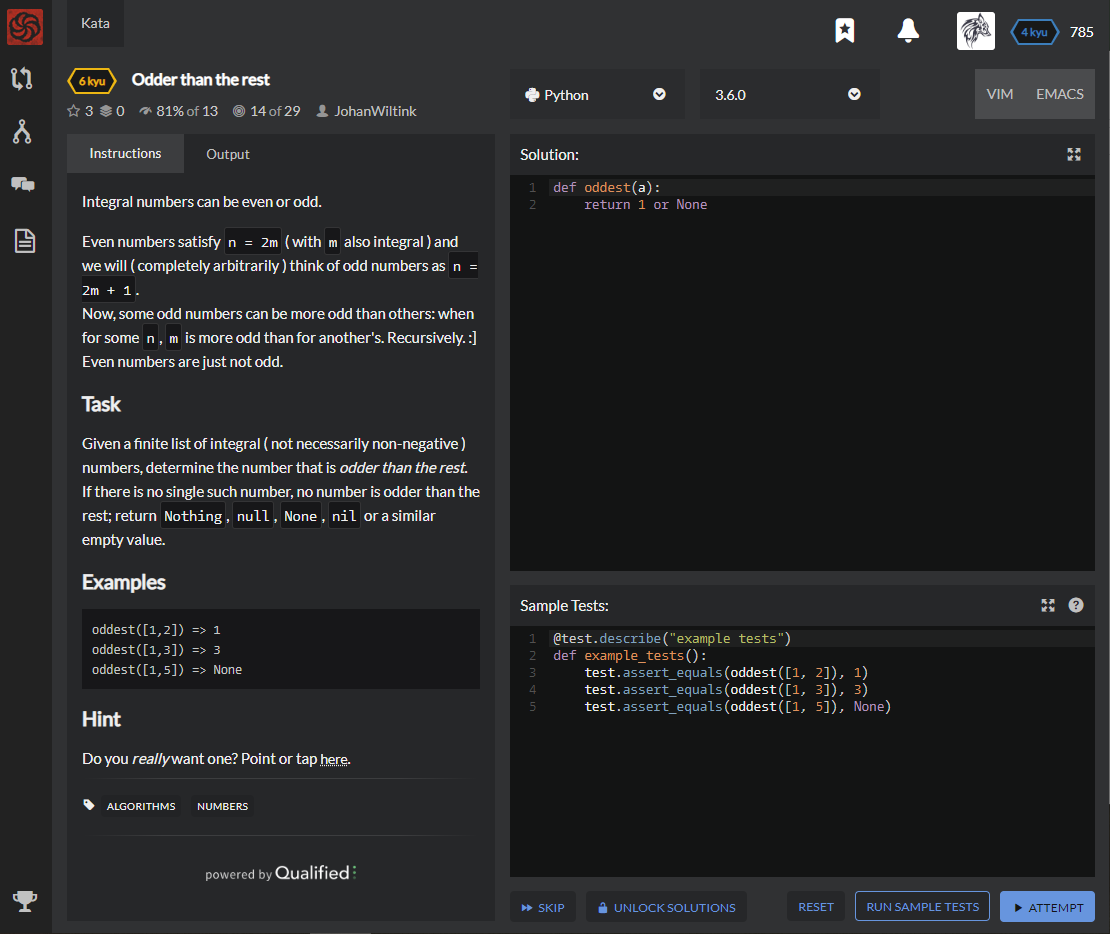 Kata
4 kyu
785
6 kyu
Odder than the rest
3 0 81% of 13 14 of 29 JohanWiltink
Python
3.6.0
VIM EMACS
Instructions
Output
Integral numbers can be even or odd.
Even numbers satisfy n = 2m ( with m also integral ) and
we will ( completely arbitrarily ) think of odd numbers as n =
2m + 1.
Now, some odd numbers can be more odd than others: when
for some n, m is more odd than for another's. Recursively. :]
Even numbers are just not odd.
Task
Given a finite list of integral ( not necessarily non-negative )
numbers, determine the number that is odder than the rest.
If there is no single such number, no number is odder than the
rest; return Nothing, null, None, nil or a similar
empty value.
Examples
oddest([1,2]) => 1
oddest([1,3]) => 3
oddest([1,5]) => None
Hint
Do you really want one? Point or tap here.
ALGORITHMS NUMBERS
powered by Qualified
Solution:
1 def oddest(a):
2     return 1 or None
Sample Tests:
1 @test.describe("example tests")
2 def example_tests():
3     test.assert_equals(oddest([1, 2]), 1)
4     test.assert_equals(oddest([1, 3]), 3)
5     test.assert_equals(oddest([1, 5]), None)
SKIP
UNLOCK SOLUTIONS
RESET
RUN SAMPLE TESTS
ATTEMPT